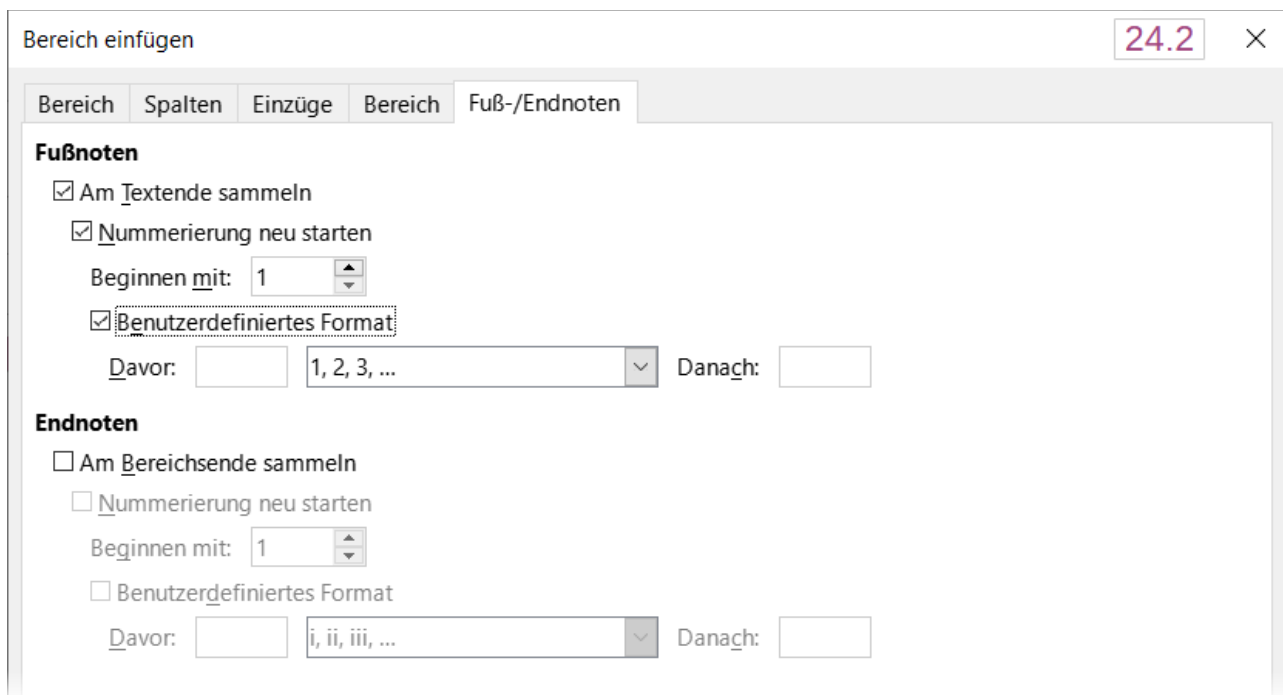 Bereich einfügen 24.2
Bereich Spalten Einzüge Bereich Fuß-/Endnoten
Fußnoten
Am Textende sammeln
Nummerierung neu starten
Beginnen mit: 1
Benutzerdefiniertes Format
Davor: 1, 2, 3, ... Danach:
Endnoten
Am Bereichsende sammeln
Nummerierung neu starten
Beginnen mit: 1
Benutzerdefiniertes Format
Davor: i, ii, iii, ... Danach: